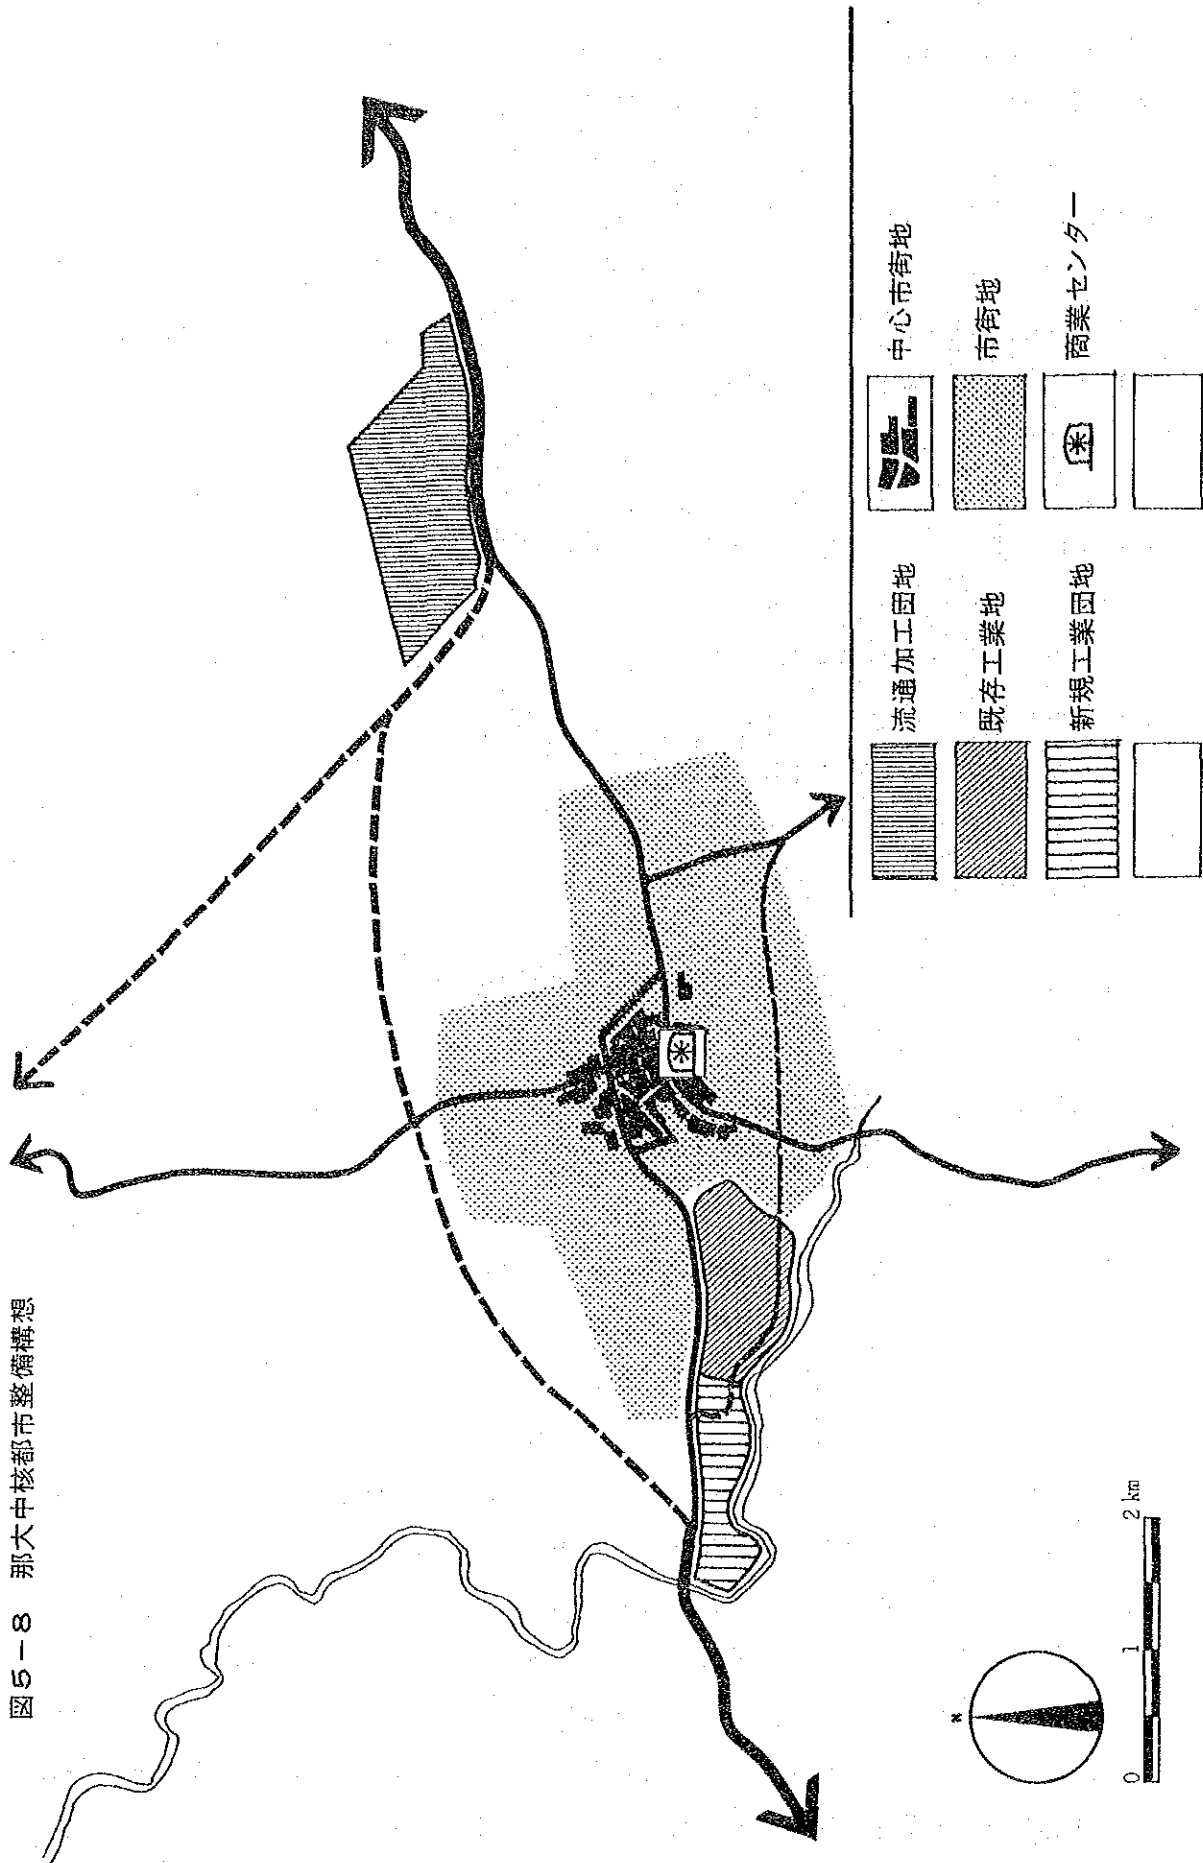 図5-8 那大中核都市整備構想
流通加工団地
既存工業地
新規工業団地
中心市街地
市街地
商業センター
N
0 1 2km